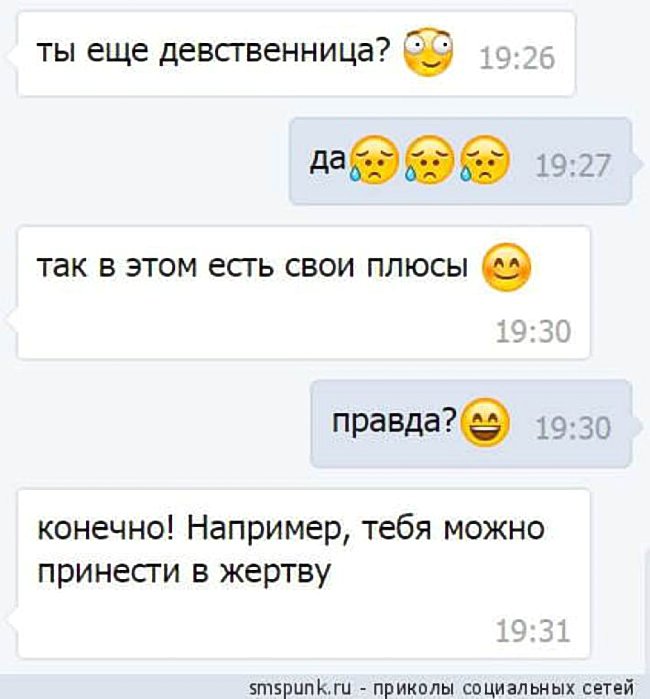 ты еще девственница? 19:26
да 19:27
так в этом есть свои плюсы
19:30
правда? 19:30
конечно! Например, тебя можно
принести в жертву
19:31
smspunk.ru - приколы социальных сетей